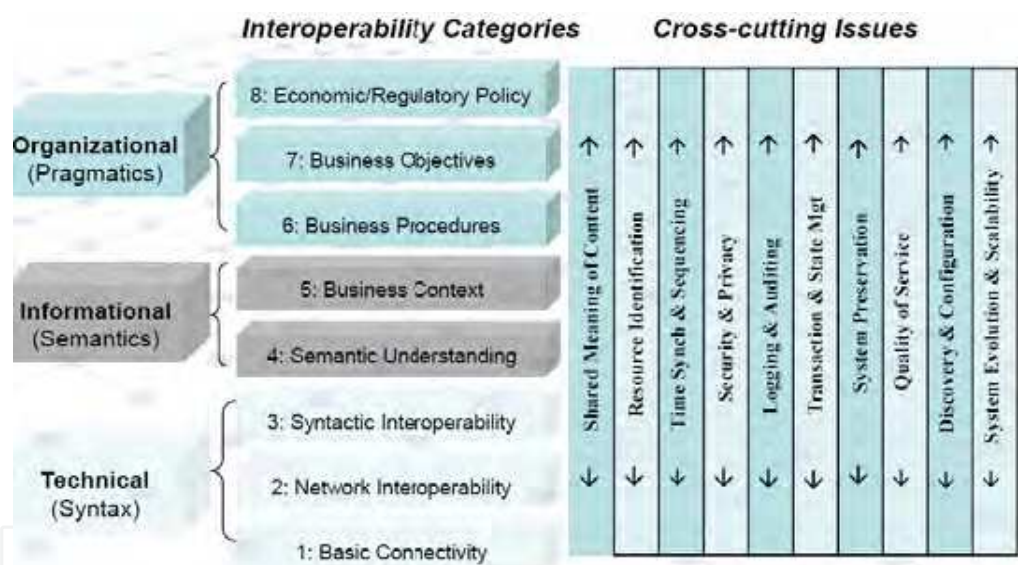 Interoperability Categories
Cross-cutting Issues
Organizational
(Pragmatics)
8: Economic/Regulatory Policy
7: Business Objectives
6: Business Procedures
Informational
(Semantics)
5: Business Context
4: Semantic Understanding
Technical
(Syntax)
3: Syntactic Interoperability
2: Network Interoperability
1: Basic Connectivity
Shared Meaning of Content
Resource Identification
Time Synch & Sequencing
Security & Privacy
Logging & Auditing
Transaction & State Mgt
System Preservation
Quality of Service
Discovery & Configuration
System Evolution & Scalability